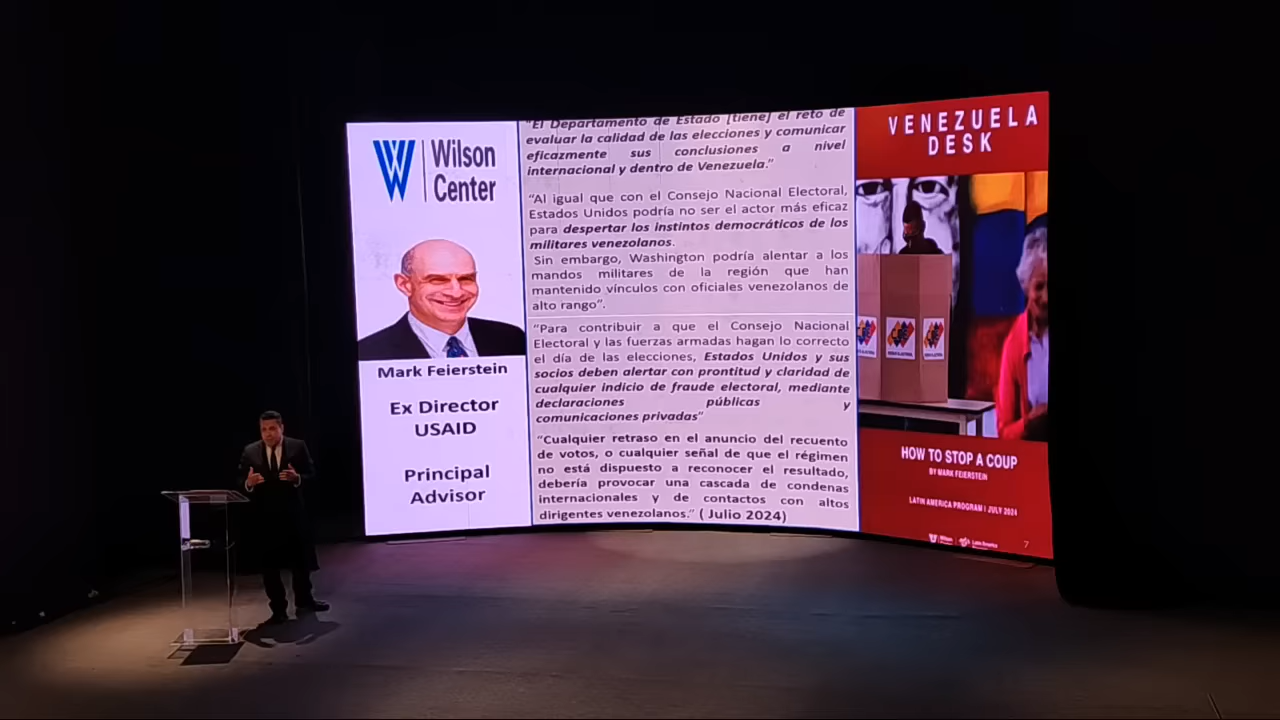 Wilson
Center
Mark Feierstein
Ex Director
USAID
Principal
Advisor
"El Departamento de Estado [tiene] el reto de
evaluar la calidad de las elecciones y comunicar
eficazmente sus conclusiones a nivel
internacional y dentro de Venezuela."
"Al igual que con el Consejo Nacional Electoral,
Estados Unidos podría no ser el actor más eficaz
para despertar los instintos democráticos de los
militares venezolanos.
Sin embargo, Washington podría alentar a los
mandos militares de la región que han
mantenido vínculos con oficiales venezolanos de
alto rango".
"Para contribuir a que el Consejo Nacional
Electoral y las fuerzas armadas hagan lo correcto
el día de las elecciones, Estados Unidos y sus
socios deben alertar con prontitud y claridad de
cualquier indicio de fraude electoral, mediante
declaraciones públicas y
comunicaciones privadas"
"Cualquier retraso en el anuncio del recuento
de votos, o cualquier señal de que el régimen
no está dispuesto a reconocer el resultado,
debería provocar una cascada de condenas
internacionales y de contactos con altos
dirigentes venezolanos." ( Julio 2024)
VENEZUELA
DESK
HOW TO STOP A COUP
BY MARK FEIERSTEIN
LATIN AMERICA PROGRAM | JULY 2024
Wilson
Latin America
7